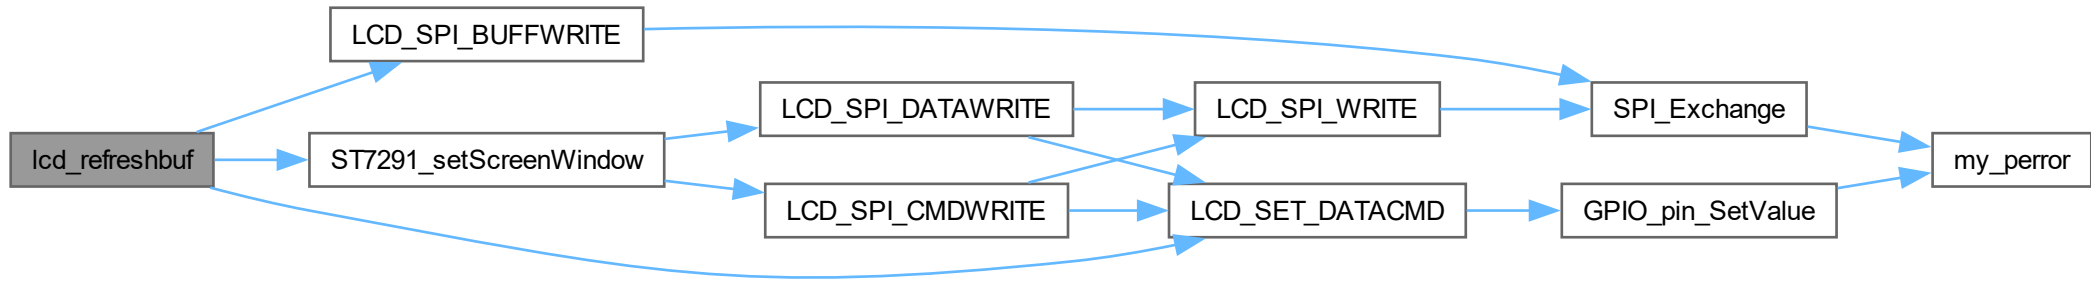 lcd_refreshbuf
LCD_SPI_BUFFWRITE
ST7291_setScreenWindow
LCD_SPI_DATAWRITE
LCD_SPI_CMDWRITE
LCD_SPI_WRITE
LCD_SET_DATACMD
SPI_Exchange
GPIO_pin_SetValue
my_perror